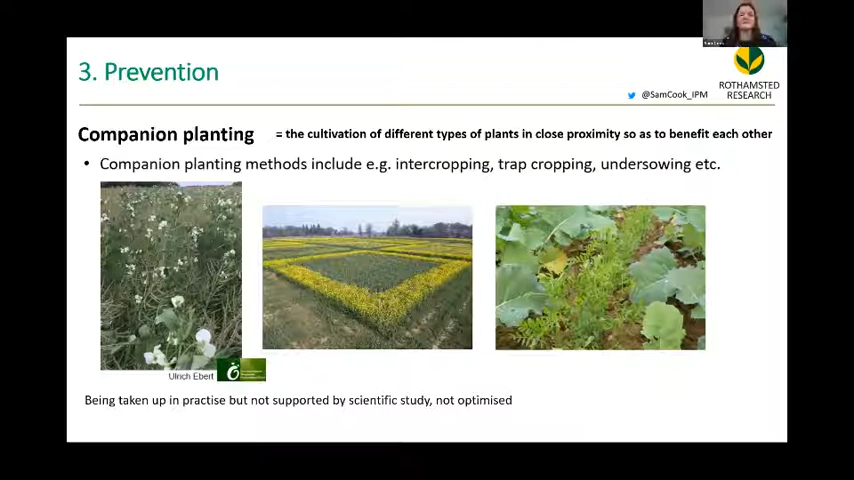 3. Prevention
ROTHAMSTED
RESEARCH
@SamCook_IPM
Companion planting = the cultivation of different types of plants in close proximity so as to benefit each other
• Companion planting methods include e.g. intercropping, trap cropping, undersowing etc.
Ulrich Ebert
Being taken up in practise but not supported by scientific study, not optimised